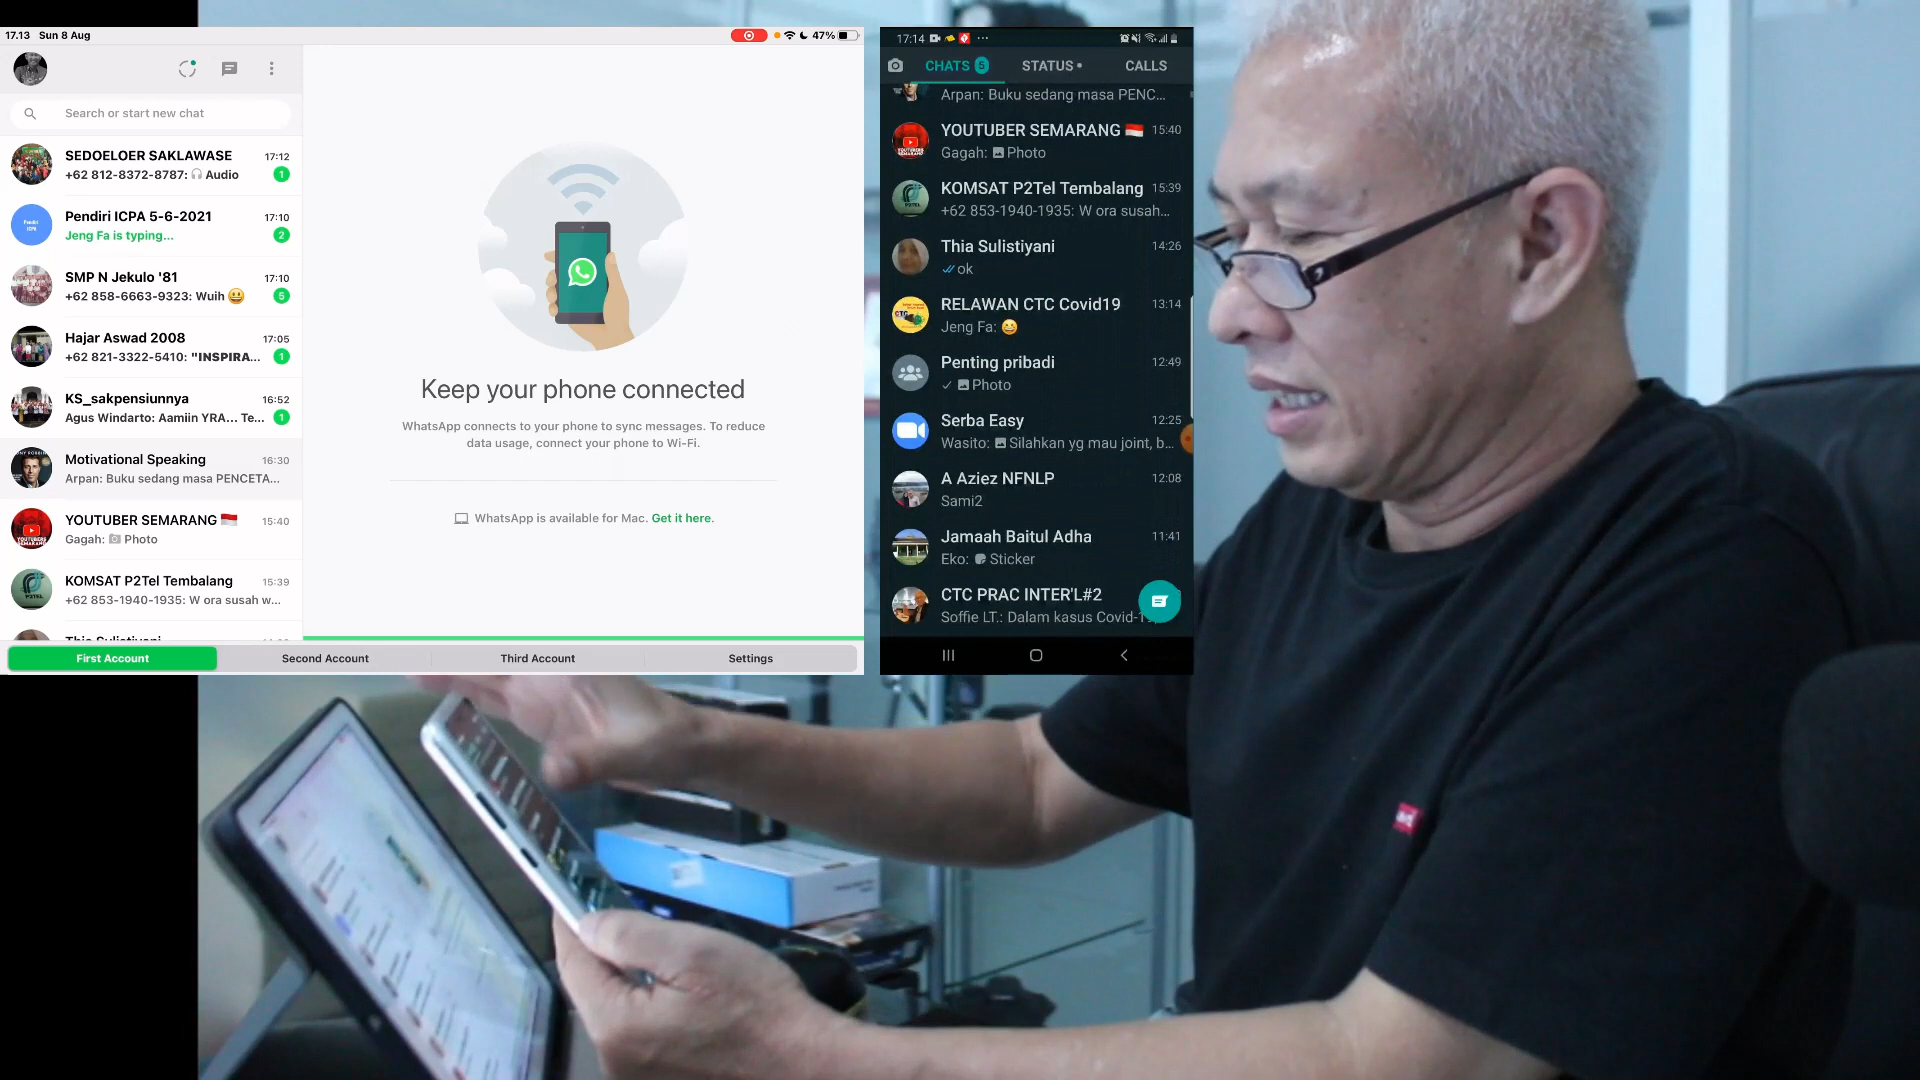 17.13 Sun 8 Aug
47%
Search or start new chat
SEDOELOER SAKLAWASE 17:12
+62 812-8372-8787: Audio 1
Pendiri ICPA 5-6-2021 17:10
Jeng Fa is typing... 2
SMP N Jekulo '81 17:10
+62 858-6663-9323: Wuih 😃 5
Hajar Aswad 2008 17:05
+62 821-3322-5410: "INSPIRA... 1
KS_sakpensiunnya 16:52
Agus Windarto: Aamiin YRA... Te... 1
Motivational Speaking 16:30
Arpan: Buku sedang masa PENCETA...
YOUTUBER SEMARANG 🇮🇩 15:40
Gagah: Photo
KOMSAT P2Tel Tembalang 15:39
+62 853-1940-1935: W ora susah w...
Thia Sulistiyani
Keep your phone connected
WhatsApp connects to your phone to sync messages. To reduce
data usage, connect your phone to Wi-Fi.
WhatsApp is available for Mac. Get it here.
First Account Second Account Third Account Settings
17:14
CHATS 5 STATUS CALLS
Arpan: Buku sedang masa PENC...
YOUTUBER SEMARANG 🇮🇩 15:40
Gagah: Photo
KOMSAT P2Tel Tembalang 15:39
+62 853-1940-1935: W ora susah...
Thia Sulistiyani 14:26
ok
RELAWAN CTC Covid19 13:14
Jeng Fa: 😄
Penting pribadi 12:49
Photo
Serba Easy 12:25
Wasito: Silahkan yg mau joint, b...
A Aziez NFNLP 12:08
Sami2
Jamaah Baitul Adha 11:41
Eko: Sticker
CTC PRAC INTER'L#2
Soffie LT.: Dalam kasus Covid-1